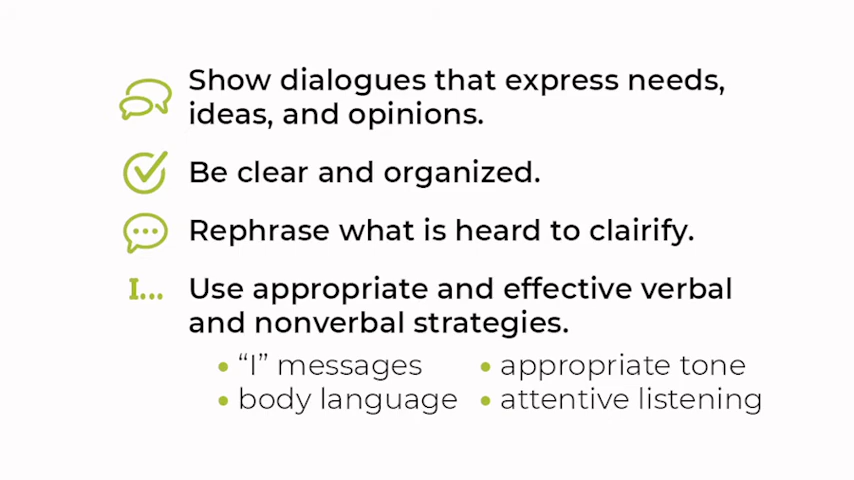 Show dialogues that express needs,
ideas, and opinions.
Be clear and organized.
Rephrase what is heard to clairify.
I... Use appropriate and effective verbal
and nonverbal strategies.
• “I” messages • appropriate tone
• body language • attentive listening